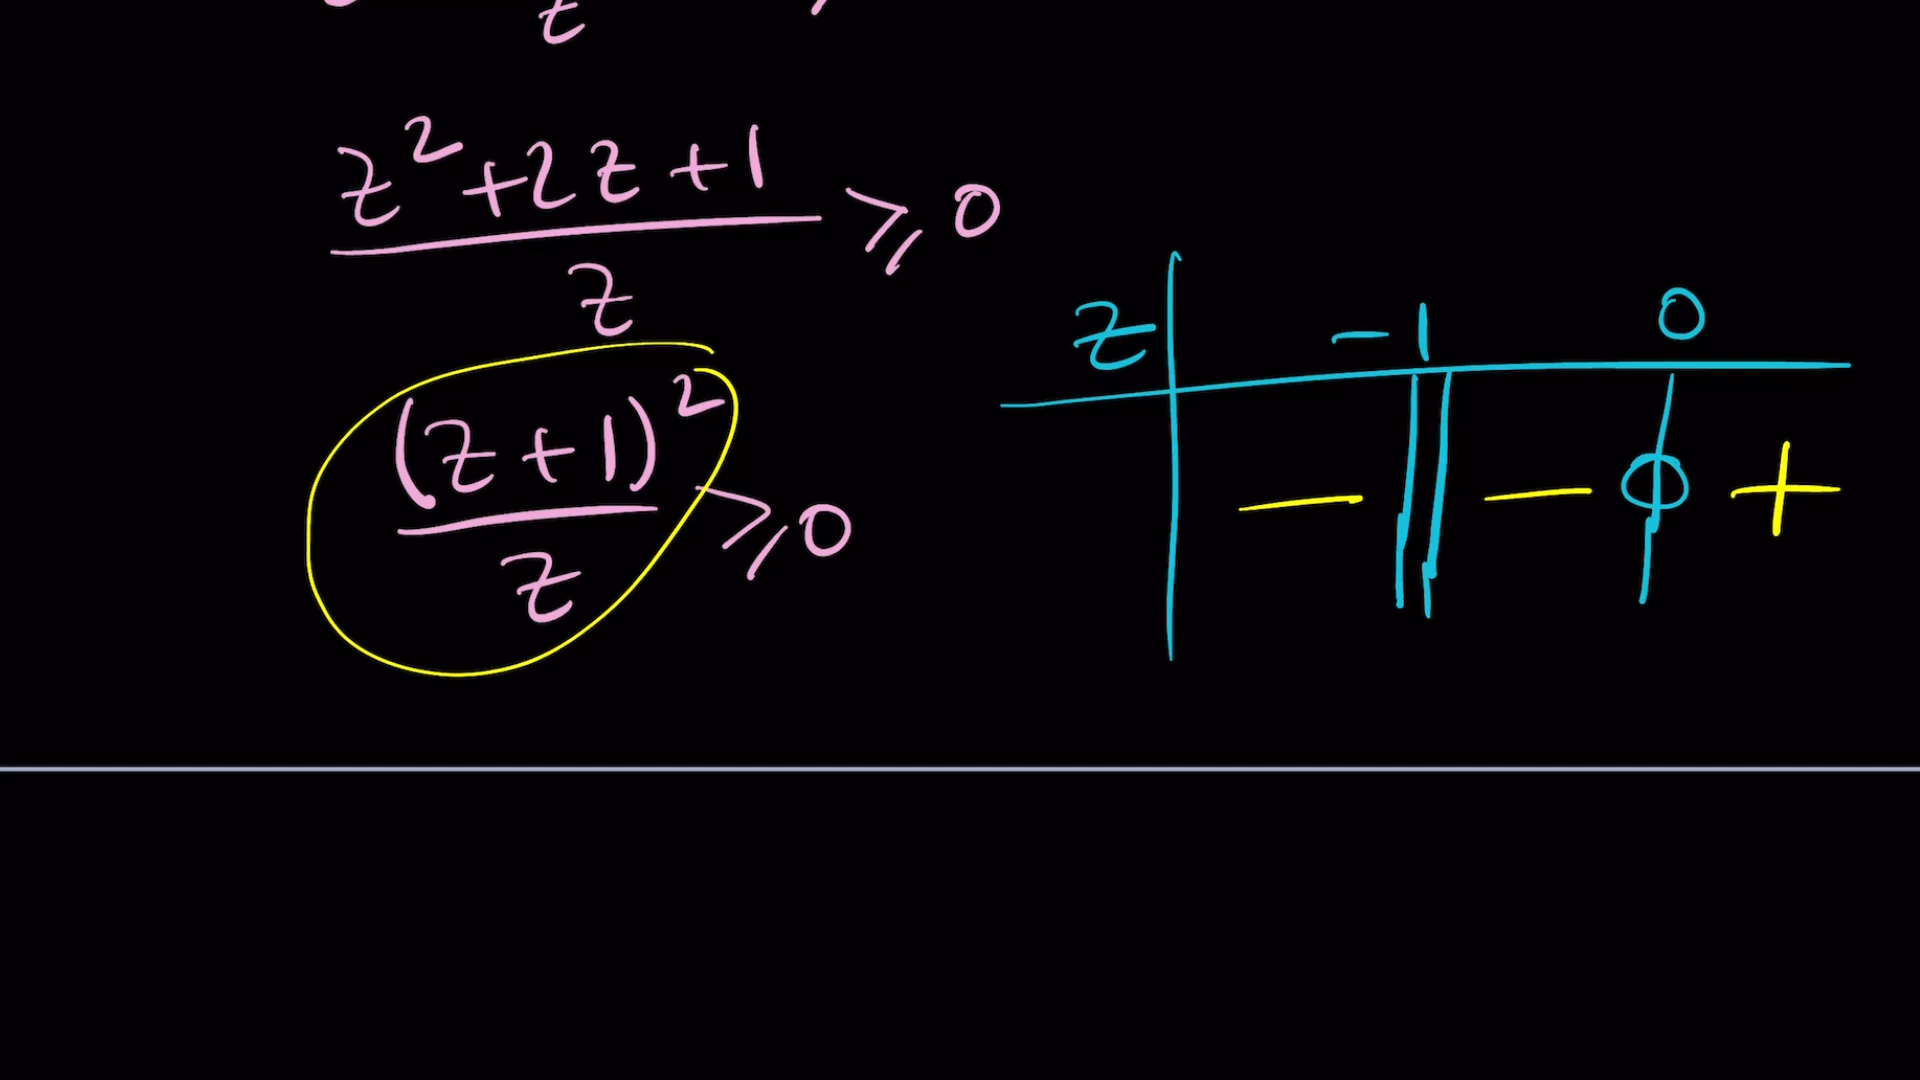 z
z² + 2z + 1 / z ⩾ 0
(z + 1)² / z ⩾ 0
z -1 0
− − ϕ +